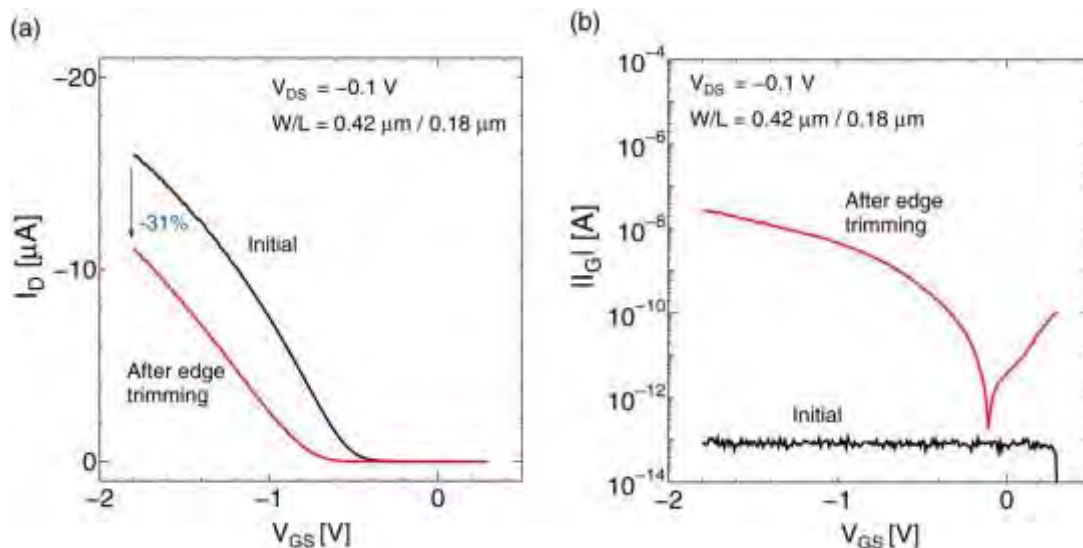 (a)
−20
V_DS = −0.1 V
W/L = 0.42 μm / 0.18 μm
-31%
Initial
−10
I_D [μA]
After edge
trimming
0
−2
−1
0
V_GS [V]
(b)
10⁻⁴
V_DS = −0.1 V
W/L = 0.42 μm / 0.18 μm
10⁻⁶
After edge
trimming
10⁻⁸
|I_G| [A]
10⁻¹⁰
10⁻¹²
Initial
10⁻¹⁴
−2
−1
0
V_GS [V]